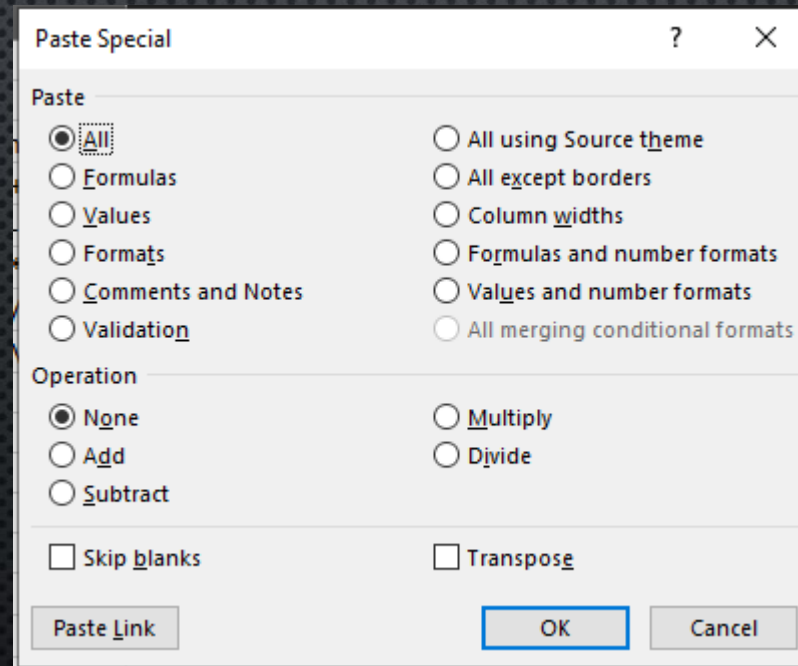 Paste Special
?
Paste
All
All using Source theme
Formulas
All except borders
Values
Column widths
Formats
Formulas and number formats
Comments and Notes
Values and number formats
Validation
All merging conditional formats
Operation
None
Multiply
Add
Divide
Subtract
Skip blanks
Transpose
Paste Link
OK
Cancel